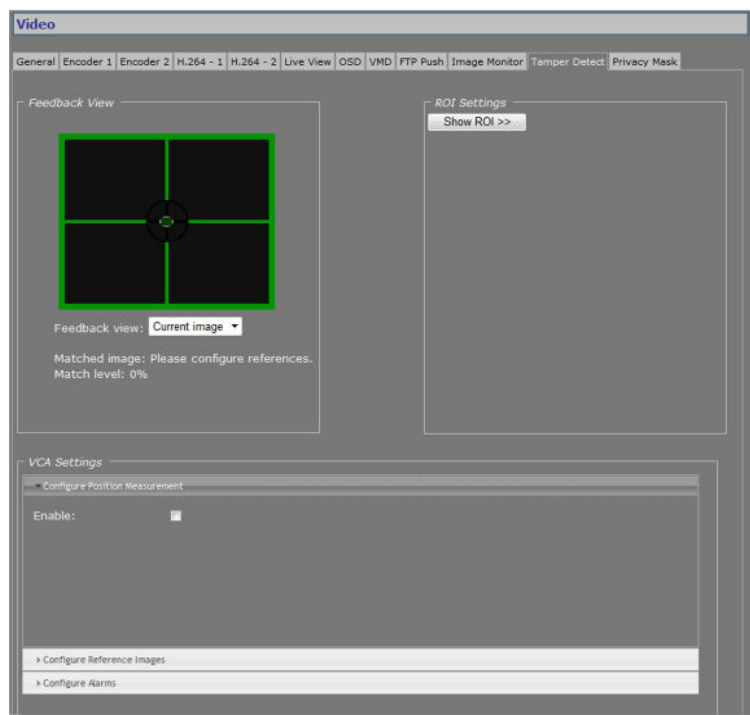 Video
General Encoder 1 Encoder 2 H.264 - 1 H.264 - 2 Live View OSD VMD FTP Push Image Monitor Tamper Detect Privacy Mask
Feedback View
ROI Settings
Show ROI >>
Feedback view: Current image
Matched image: Please configure references.
Match level: 0%
VCA Settings
Configure Position Measurement
Enable:
Configure Reference Images
Configure Alarms